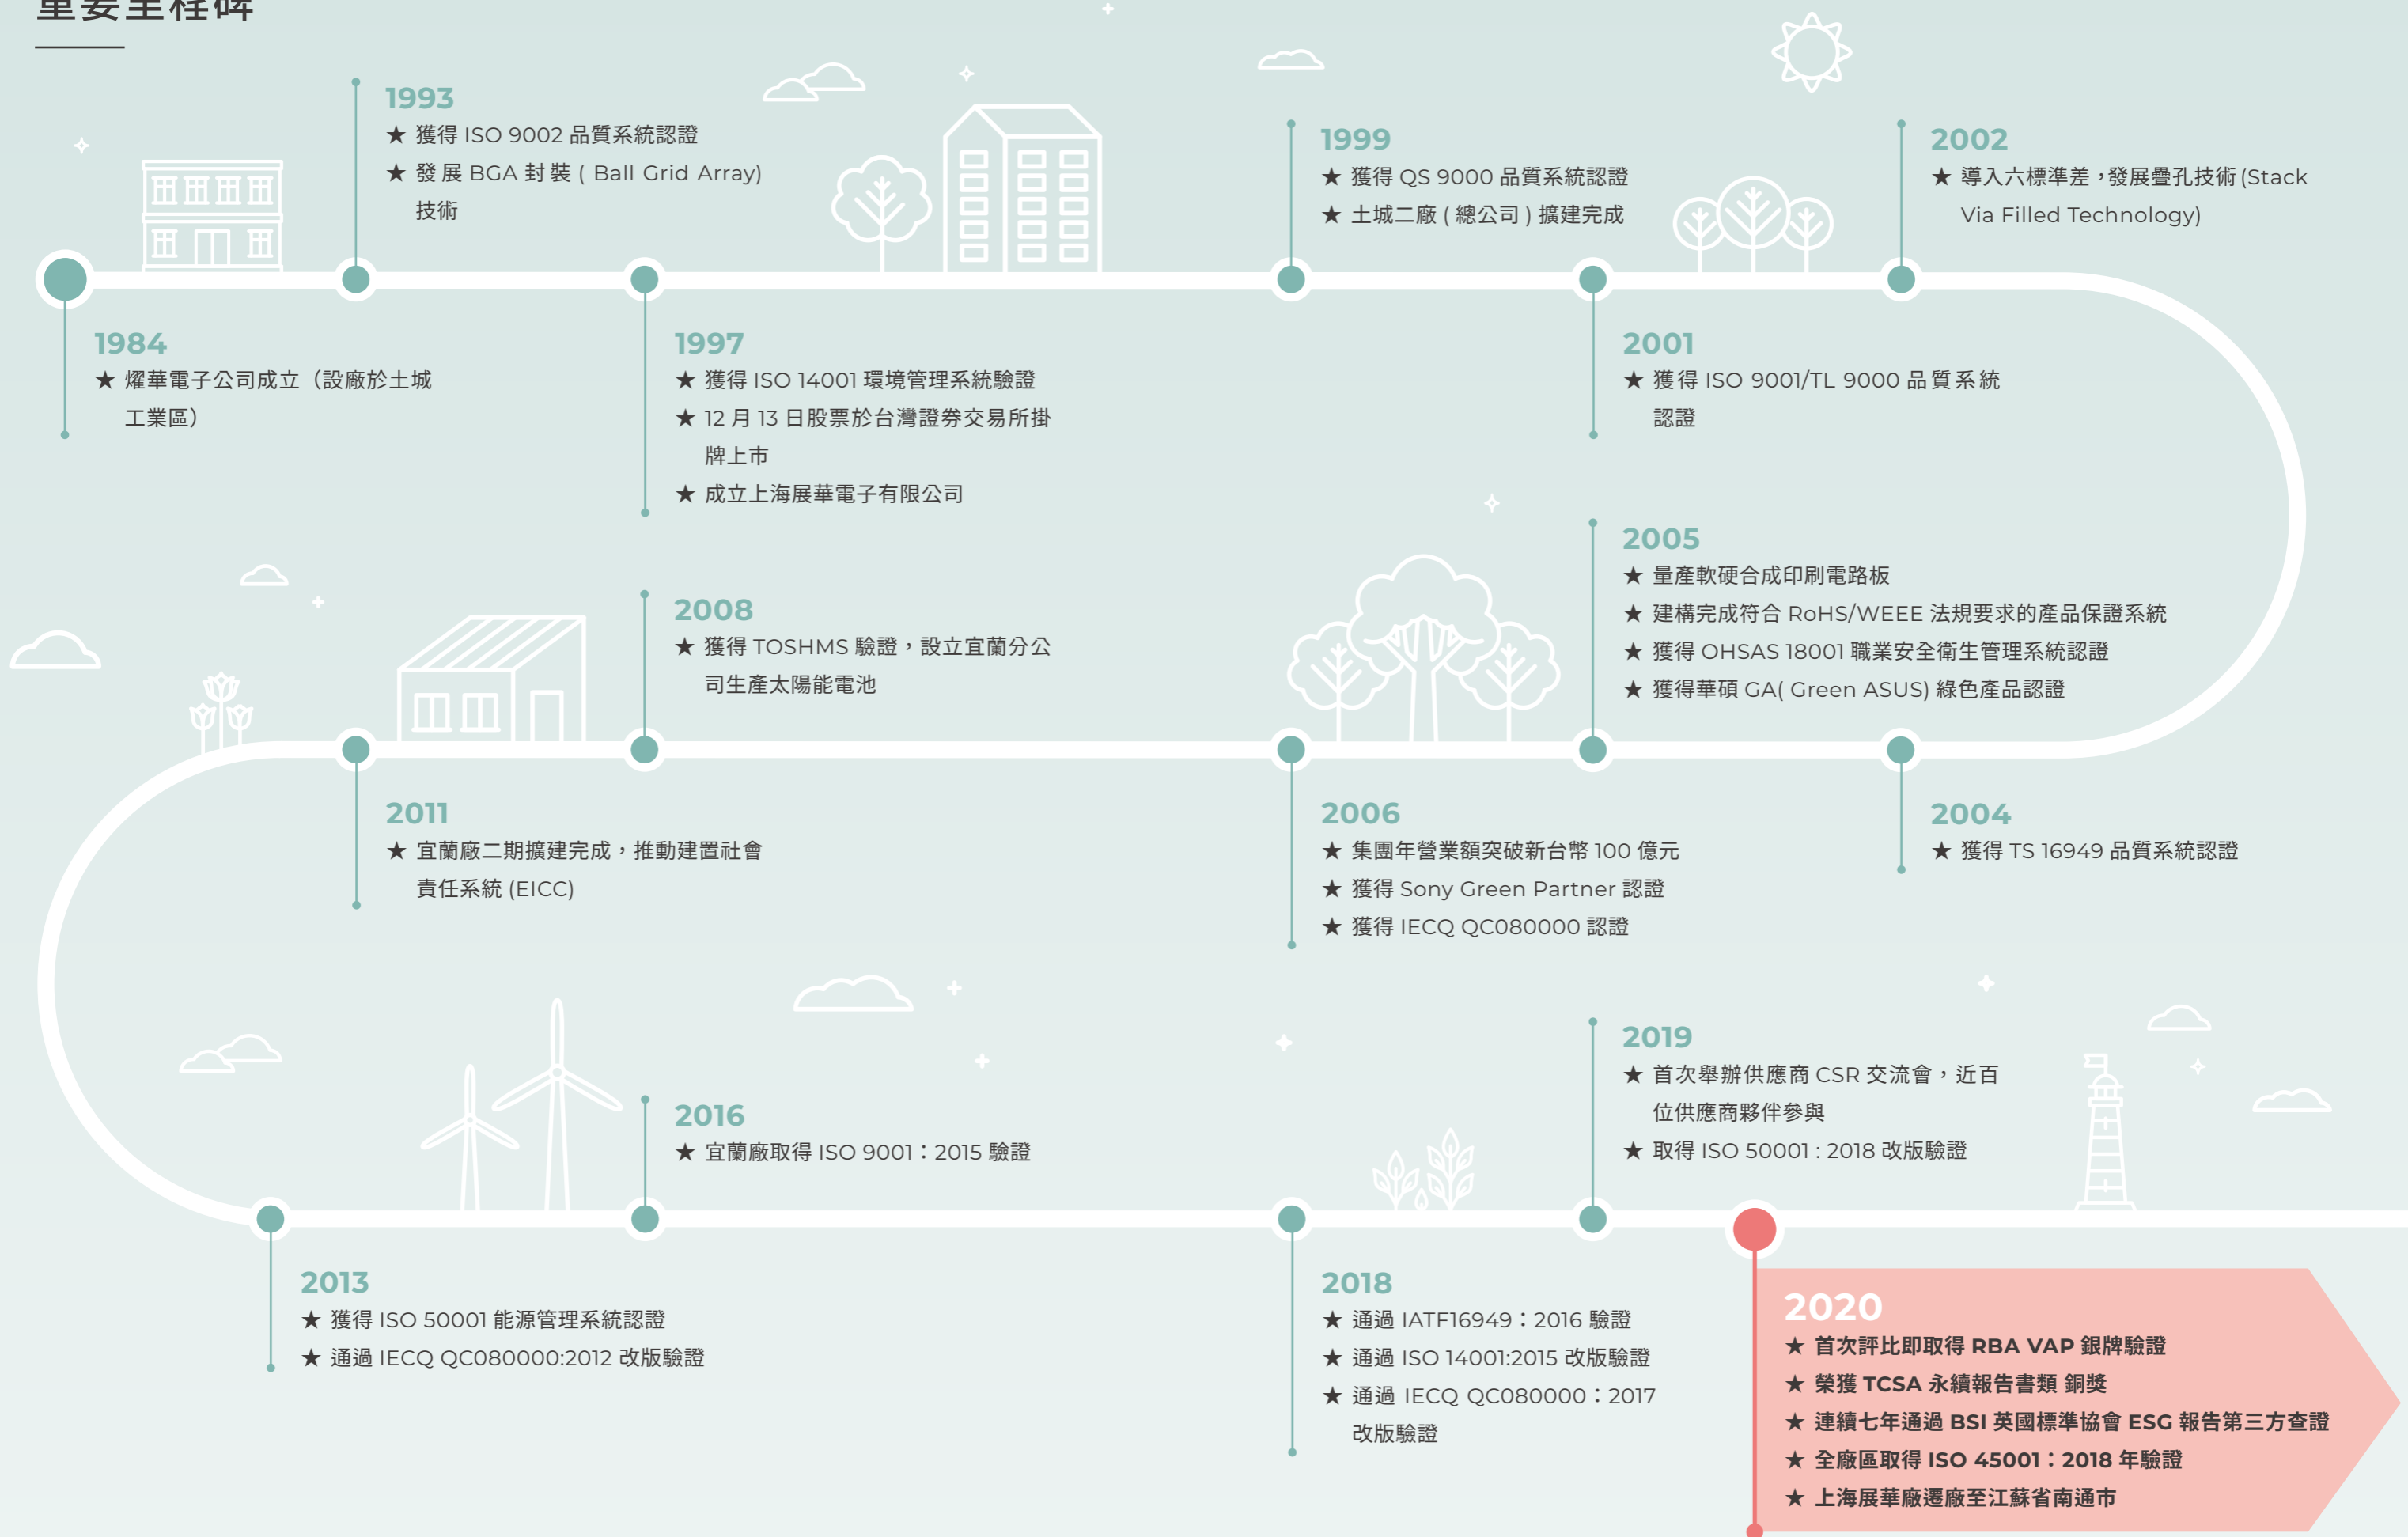 重要里程碑
1984
★ 燿華電子公司成立（設廠於土城
工業區）
1993
★ 獲得 ISO 9002 品質系統認證
★ 發展 BGA 封裝 ( Ball Grid Array)
技術
1997
★ 獲得 ISO 14001 環境管理系統驗證
★ 12 月 13 日股票於台灣證券交易所掛
牌上市
★ 成立上海展華電子有限公司
1999
★ 獲得 QS 9000 品質系統認證
★ 土城二廠 ( 總公司 ) 擴建完成
2001
★ 獲得 ISO 9001/TL 9000 品質系統
認證
2002
★ 導入六標準差，發展疊孔技術 (Stack
Via Filled Technology)
2004
★ 獲得 TS 16949 品質系統認證
2005
★ 量產軟硬合成印刷電路板
★ 建構完成符合 RoHS/WEEE 法規要求的產品保證系統
★ 獲得 OHSAS 18001 職業安全衛生管理系統認證
★ 獲得華碩 GA( Green ASUS) 綠色產品認證
2006
★ 集團年營業額突破新台幣 100 億元
★ 獲得 Sony Green Partner 認證
★ 獲得 IECQ QC080000 認證
2008
★ 獲得 TOSHMS 驗證，設立宜蘭分公
司生產太陽能電池
2011
★ 宜蘭廠二期擴建完成，推動建置社會
責任系統 (EICC)
2013
★ 獲得 ISO 50001 能源管理系統認證
★ 通過 IECQ QC080000:2012 改版驗證
2016
★ 宜蘭廠取得 ISO 9001：2015 驗證
2018
★ 通過 IATF16949：2016 驗證
★ 通過 ISO 14001:2015 改版驗證
★ 通過 IECQ QC080000：2017
改版驗證
2019
★ 首次舉辦供應商 CSR 交流會，近百
位供應商夥伴參與
★ 取得 ISO 50001 : 2018 改版驗證
2020
★ 首次評比即取得 RBA VAP 銀牌驗證
★ 榮獲 TCSA 永續報告書類 銅獎
★ 連續七年通過 BSI 英國標準協會 ESG 報告第三方查證
★ 全廠區取得 ISO 45001：2018 年驗證
★ 上海展華廠遷廠至江蘇省南通市